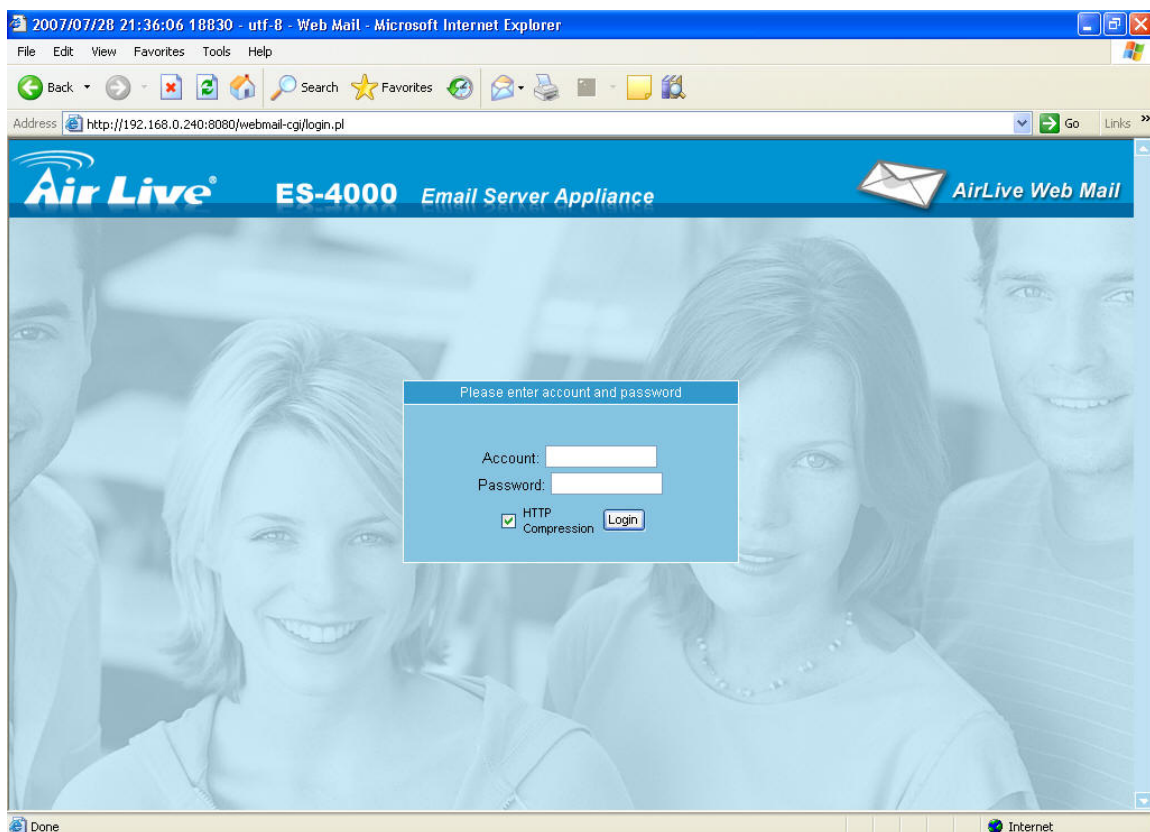 2007/07/28 21:36:06 18830 - utf-8 - Web Mail - Microsoft Internet Explorer
File Edit View Favorites Tools Help
Back Search Favorites
Address http://192.168.0.240:8080/webmail-cgi/login.pl Go Links »
Air Live® ES-4000 Email Server Appliance AirLive Web Mail
Please enter account and password
Account:
Password:
HTTP
Compression Login
Done Internet